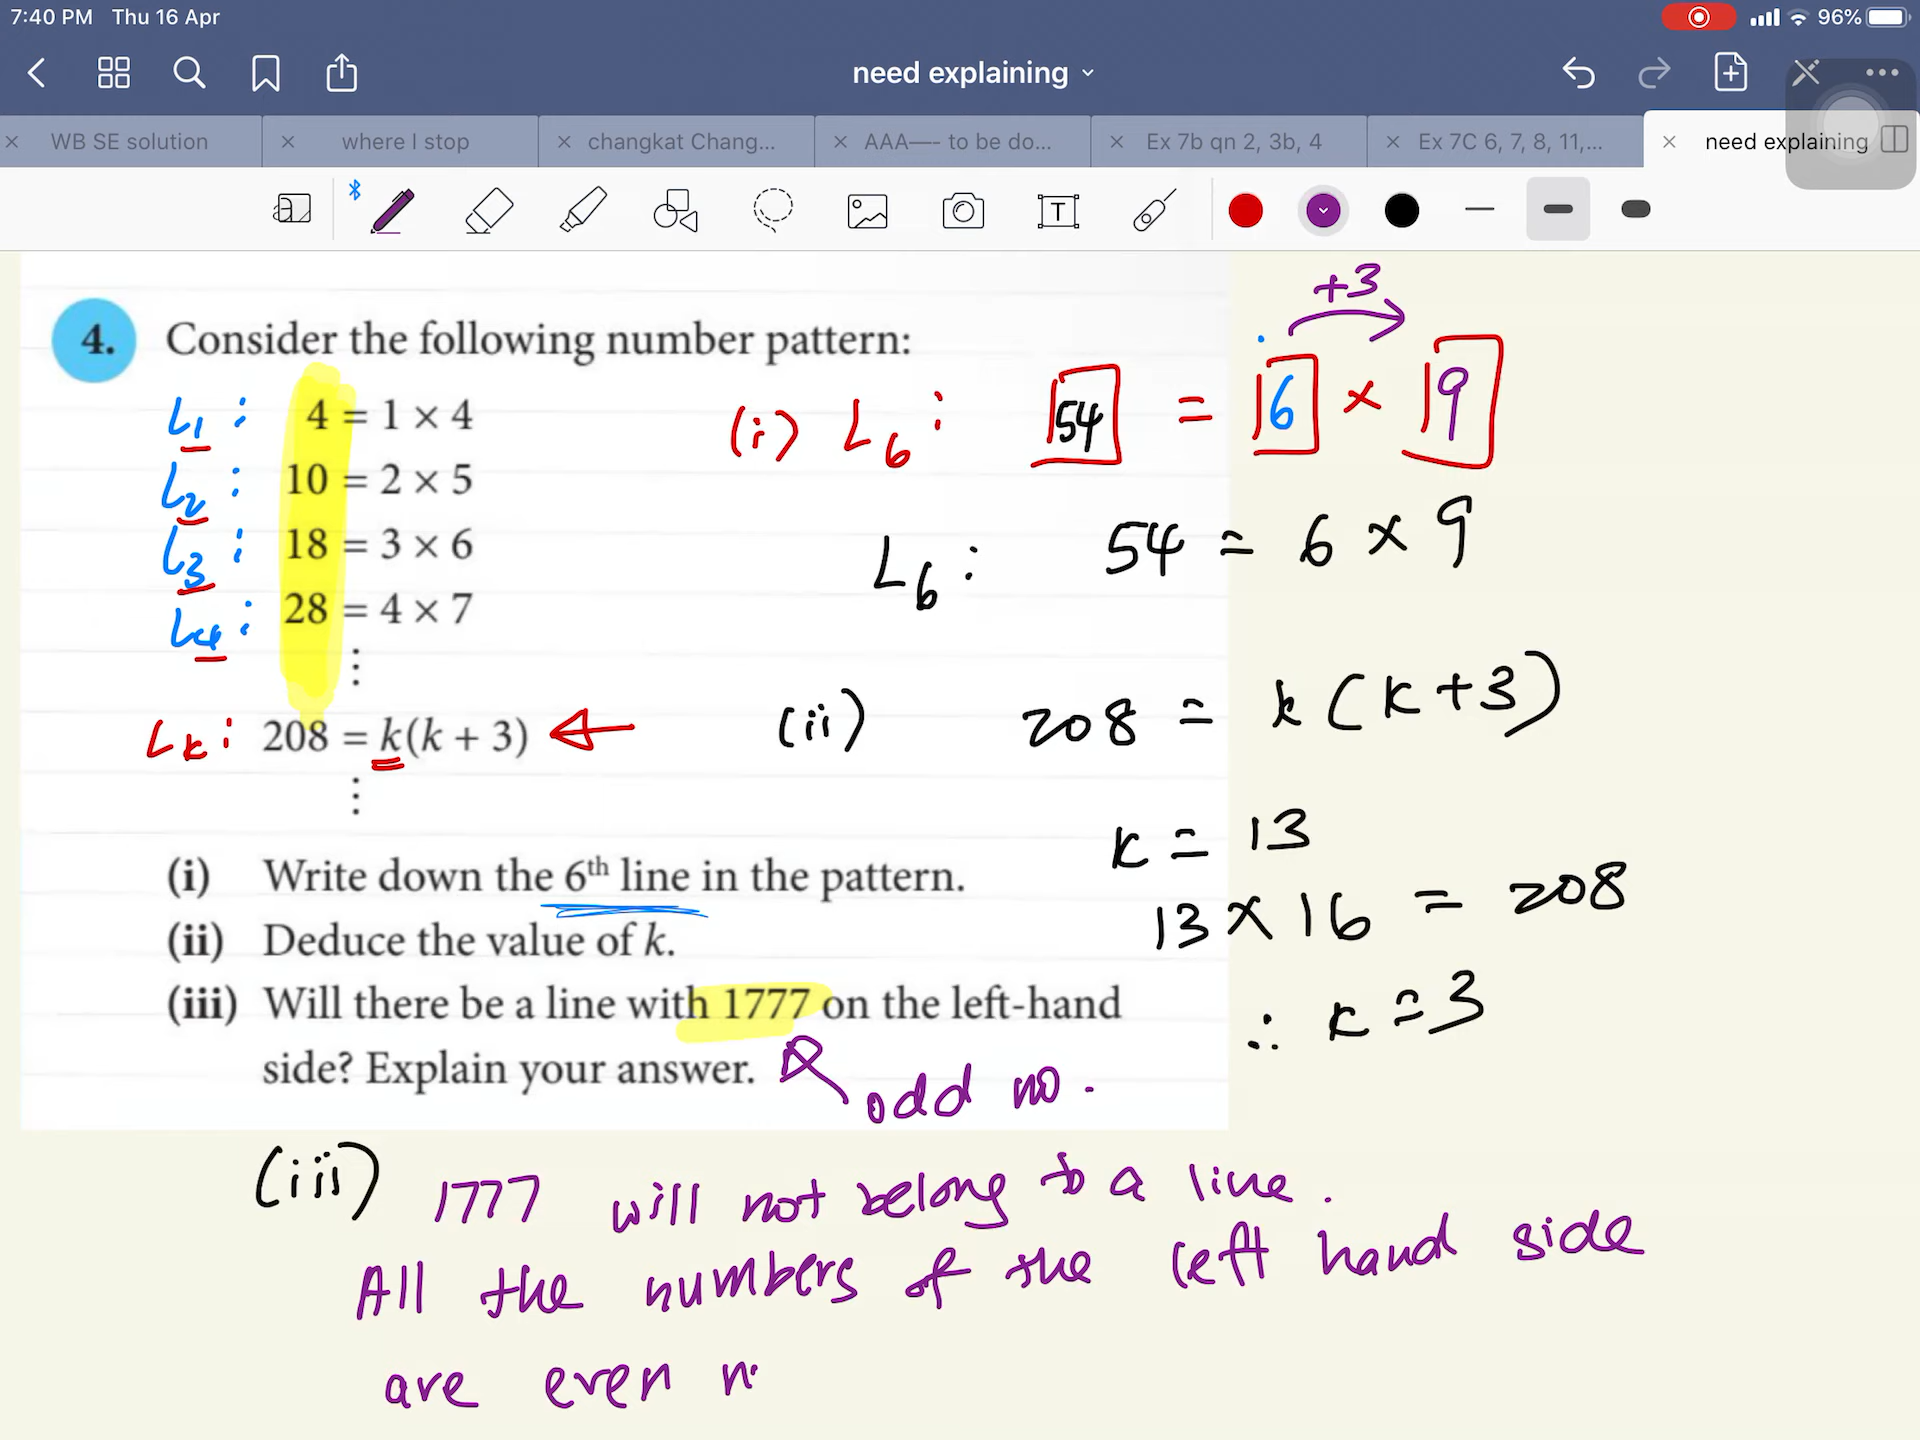 7:40 PM Thu 16 Apr 96%
need explaining
WB SE solution
where I stop
changkat Chang...
AAA—- to be do...
Ex 7b qn 2, 3b, 4
Ex 7C 6, 7, 8, 11,...
need explaining
4. Consider the following number pattern:
L1: 4 = 1 × 4
L2: 10 = 2 × 5
L3: 18 = 3 × 6
L4: 28 = 4 × 7
⋮
Lk: 208 = k(k + 3)
⋮
(i) Write down the 6th line in the pattern.
(ii) Deduce the value of k.
(iii) Will there be a line with 1777 on the left-hand
side? Explain your answer.
odd no.
+3
(i) L6: 54 = 6 × 9
L6: 54 = 6 × 9
(ii) 208 = k(k+3)
k = 13
13 × 16 = 208
∴ k = 3
(iii) 1777 will not belong to a line.
All the numbers of the left hand side
are even n